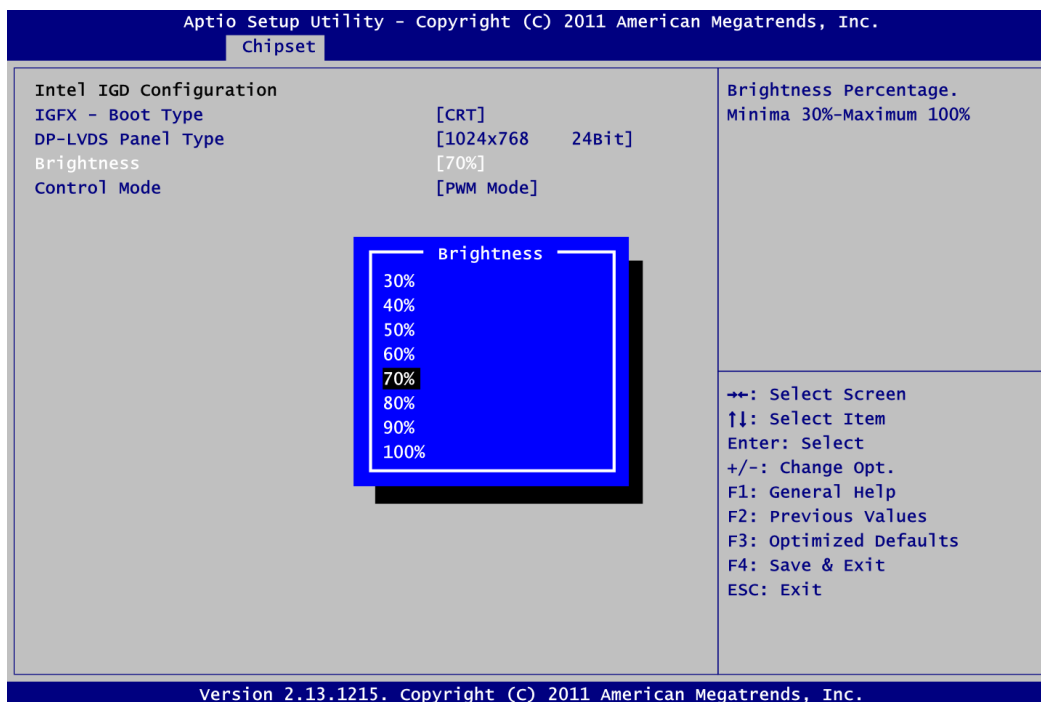 Aptio Setup Utility - Copyright (C) 2011 American Megatrends, Inc.
Chipset
Intel IGD Configuration
IGFX - Boot Type [CRT]
DP-LVDS Panel Type [1024x768 24Bit]
Brightness [70%]
Control Mode [PWM Mode]
Brightness
30%
40%
50%
60%
70%
80%
90%
100%
Brightness Percentage.
Minima 30%-Maximum 100%
→←: Select Screen
↑↓: Select Item
Enter: Select
+/-: Change Opt.
F1: General Help
F2: Previous Values
F3: Optimized Defaults
F4: Save & Exit
ESC: Exit
Version 2.13.1215. Copyright (C) 2011 American Megatrends, Inc.